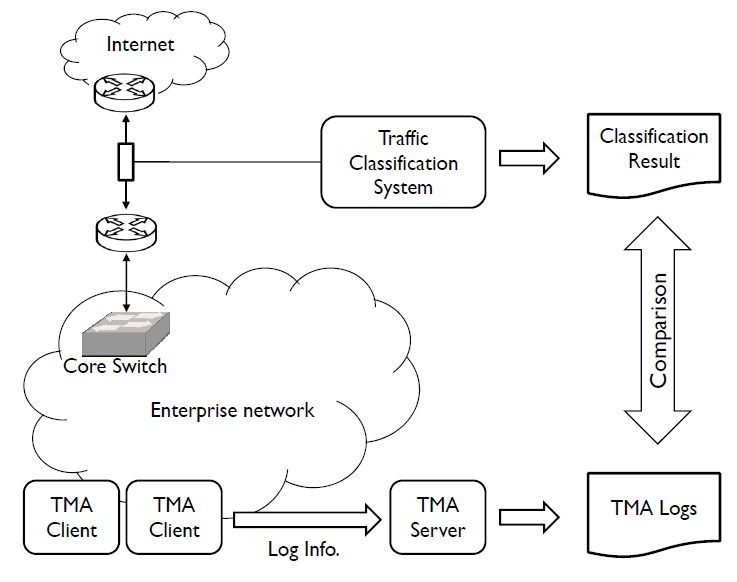 Internet
Traffic
Classification
System
Classification
Result
Comparison
Core Switch
Enterprise network
TMA
Client
TMA
Client
Log Info.
TMA
Server
TMA Logs